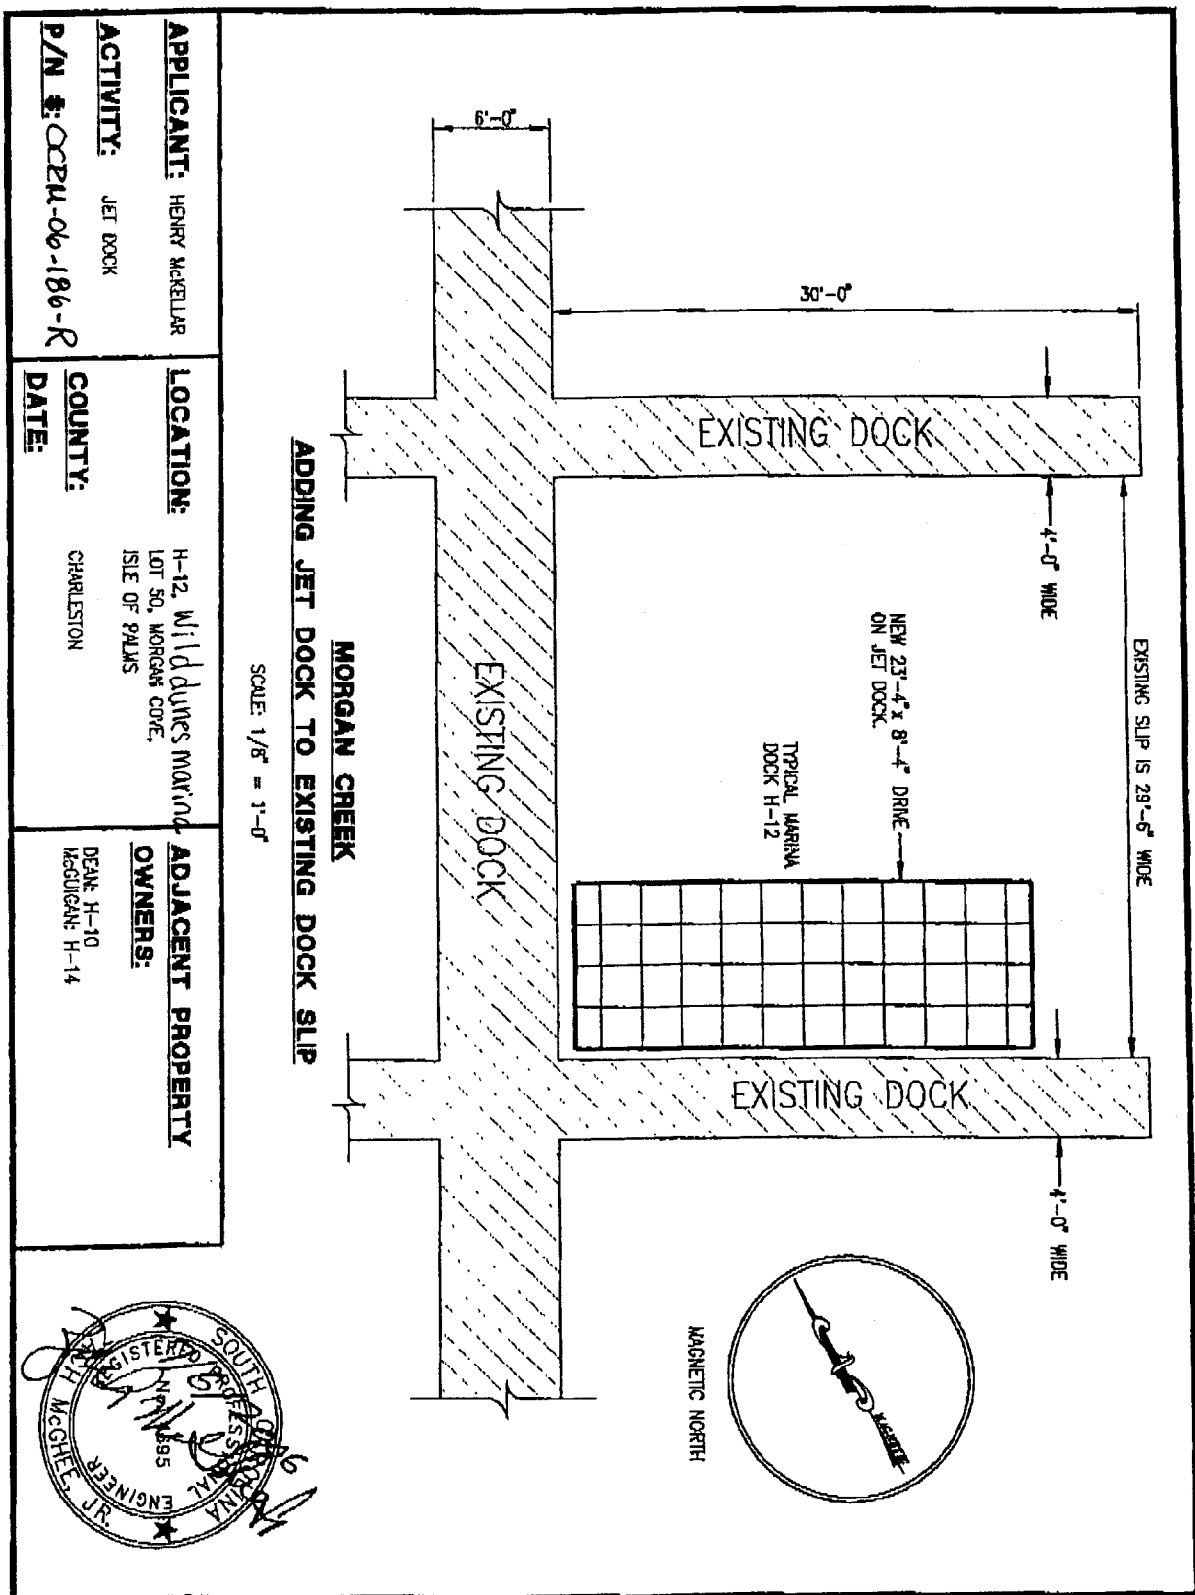 EXISTING SLIP IS 29'-6" WIDE
4'-0" WIDE
4'-0" WIDE
30'-0"
6'-0"
NEW 23'-4" x 8'-4" DRIVE
ON JET DOCK.
TYPICAL MARINA
DOCK H-12
EXISTING DOCK
EXISTING DOCK
EXISTING DOCK
MAGNETIC NORTH
MORGAN CREEK
ADDING JET DOCK TO EXISTING DOCK SLIP
SCALE: 1/8" = 1'-0"
APPLICANT: HENRY McKELLAR
ACTIVITY: JET DOCK
P/N #: OCRM-06-186-R
LOCATION: H-12, Wild dunes marina
LOT 50, MORGAN COVE,
ISLE OF PALMS
COUNTY: CHARLESTON
DATE:
ADJACENT PROPERTY
OWNERS:
DEAN: H-10
McGUIGAN: H-14
SOUTH CAROLINA
REGISTERED PROFESSIONAL
ENGINEER
McGHEE, JR.